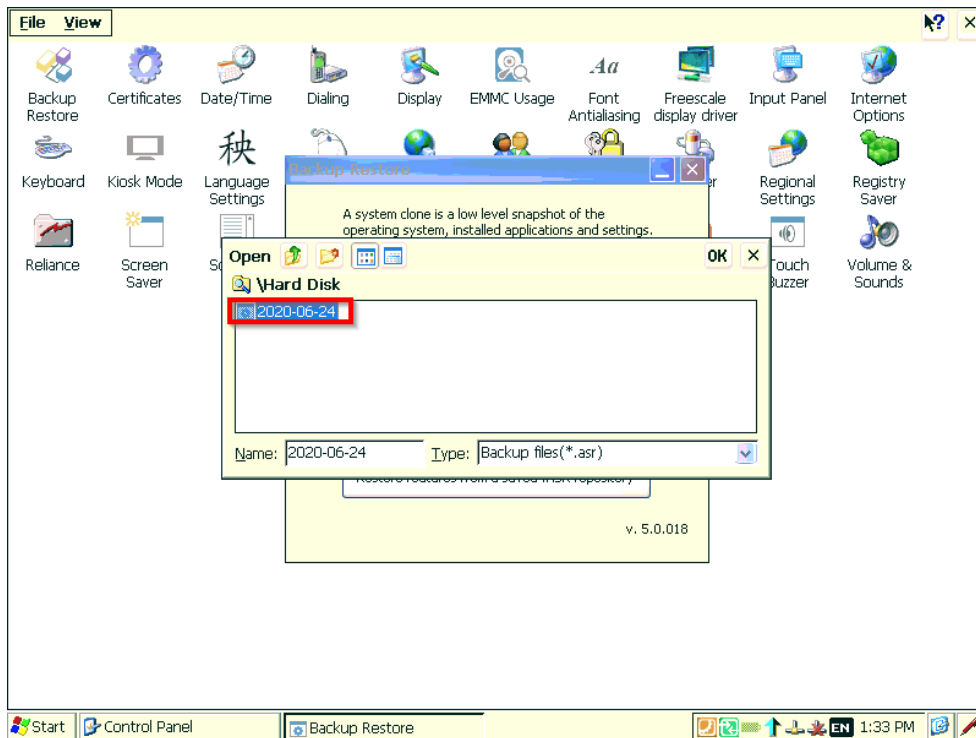 File View
Backup Restore
Certificates
Date/Time
Dialing
Display
EMMC Usage
Font Antialiasing
Freescale display driver
Input Panel
Internet Options
Keyboard
Kiosk Mode
秧
Language Settings
Regional Settings
Registry Saver
Reliance
Screen Saver
Touch Buzzer
Volume & Sounds
Aa
Backup Restore
A system clone is a low level snapshot of the
operating system, installed applications and settings.
Open
OK
\Hard Disk
2020-06-24
Name: 2020-06-24 Type: Backup files(*.asr)
v. 5.0.018
Start
Control Panel
Backup Restore
EN 1:33 PM